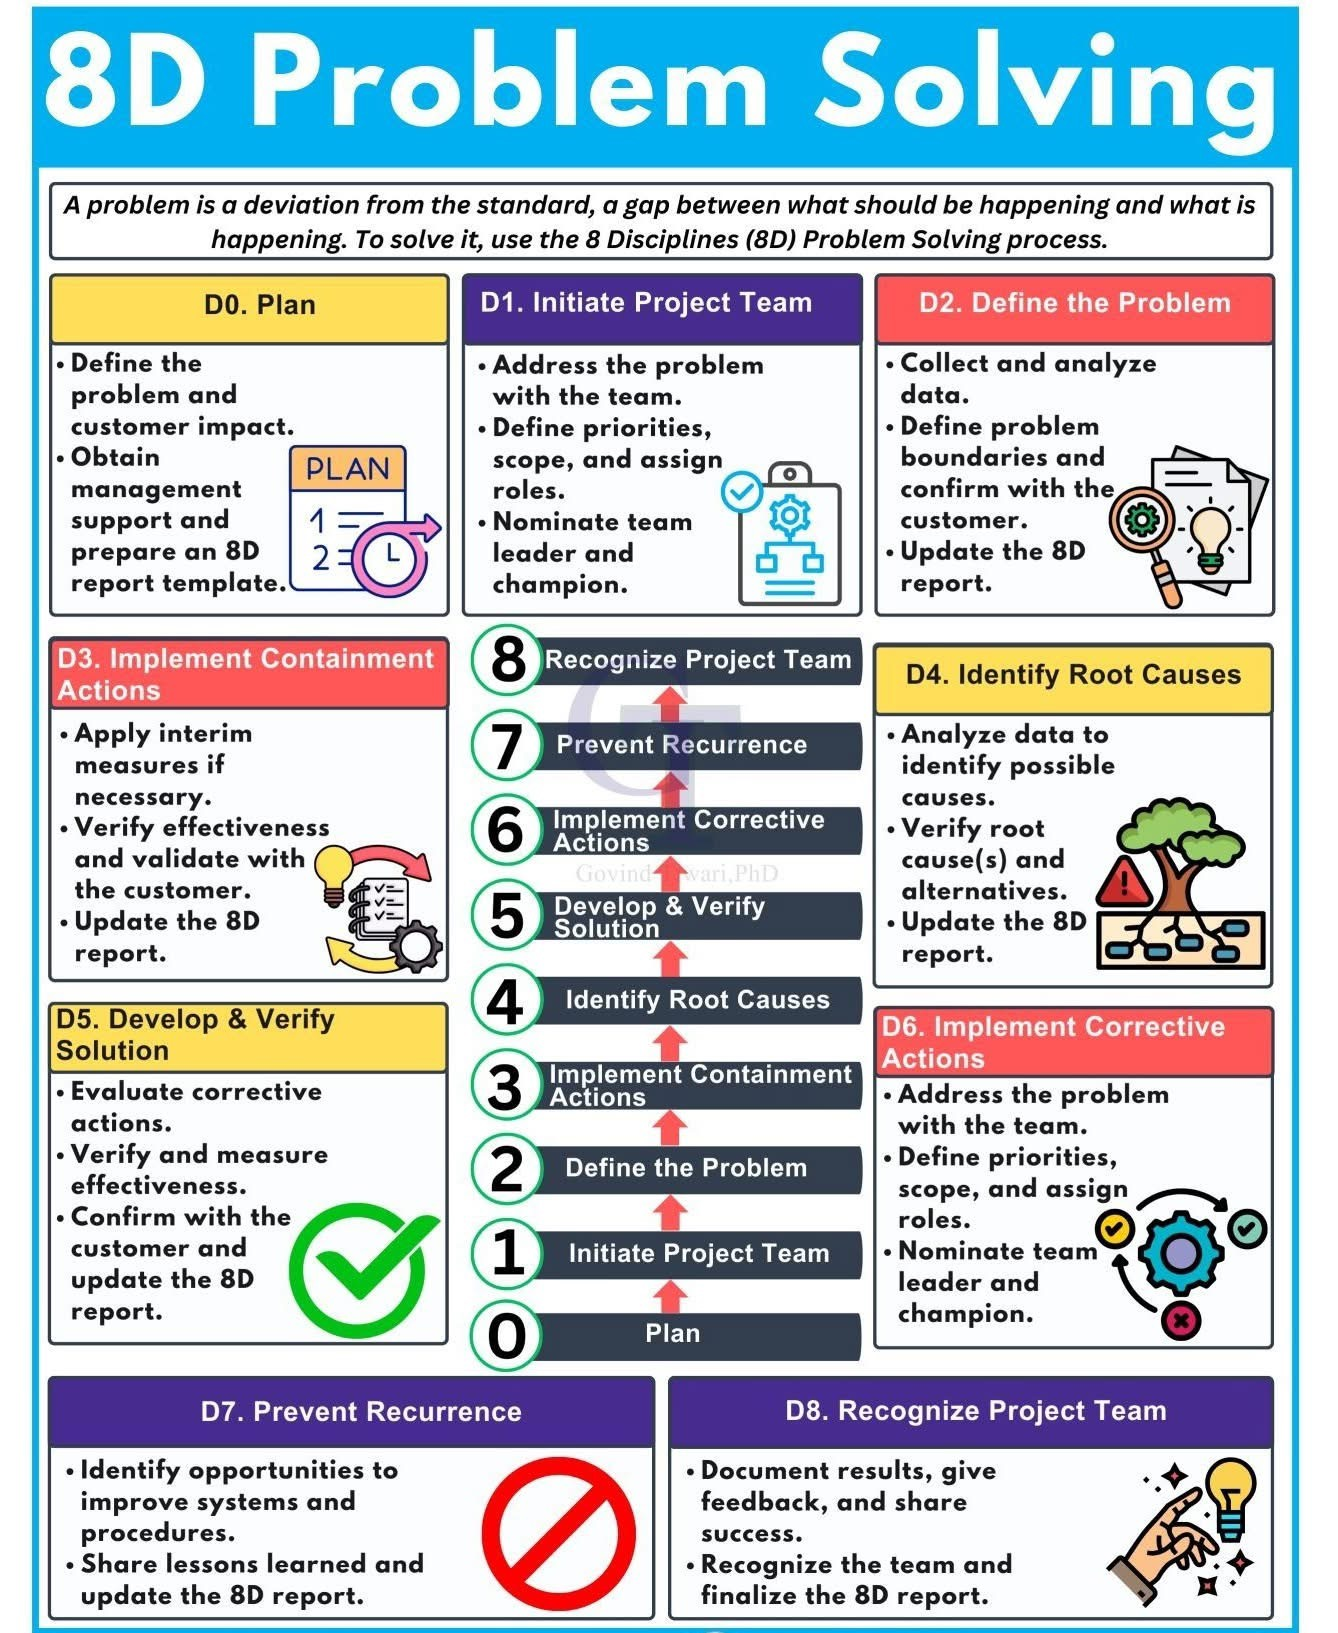 8D Problem Solving
A problem is a deviation from the standard, a gap between what should be happening and what is
happening. To solve it, use the 8 Disciplines (8D) Problem Solving process.
D0. Plan
• Define the
problem and
customer impact.
• Obtain
management
support and
prepare an 8D
report template.
PLAN
1
2
D1. Initiate Project Team
• Address the problem
with the team.
• Define priorities,
scope, and assign
roles.
• Nominate team
leader and
champion.
D2. Define the Problem
• Collect and analyze
data.
• Define problem
boundaries and
confirm with the
customer.
• Update the 8D
report.
D3. Implement Containment
Actions
• Apply interim
measures if
necessary.
• Verify effectiveness
and validate with
the customer.
• Update the 8D
report.
8 Recognize Project Team
7 Prevent Recurrence
6 Implement Corrective
Actions
Govind Tiwari,PhD
5 Develop & Verify
Solution
4 Identify Root Causes
3 Implement Containment
Actions
2 Define the Problem
1 Initiate Project Team
0 Plan
D4. Identify Root Causes
• Analyze data to
identify possible
causes.
• Verify root
cause(s) and
alternatives.
• Update the 8D
report.
D5. Develop & Verify
Solution
• Evaluate corrective
actions.
• Verify and measure
effectiveness.
• Confirm with the
customer and
update the 8D
report.
D6. Implement Corrective
Actions
• Address the problem
with the team.
• Define priorities,
scope, and assign
roles.
• Nominate team
leader and
champion.
D7. Prevent Recurrence
• Identify opportunities to
improve systems and
procedures.
• Share lessons learned and
update the 8D report.
D8. Recognize Project Team
• Document results, give
feedback, and share
success.
• Recognize the team and
finalize the 8D report.